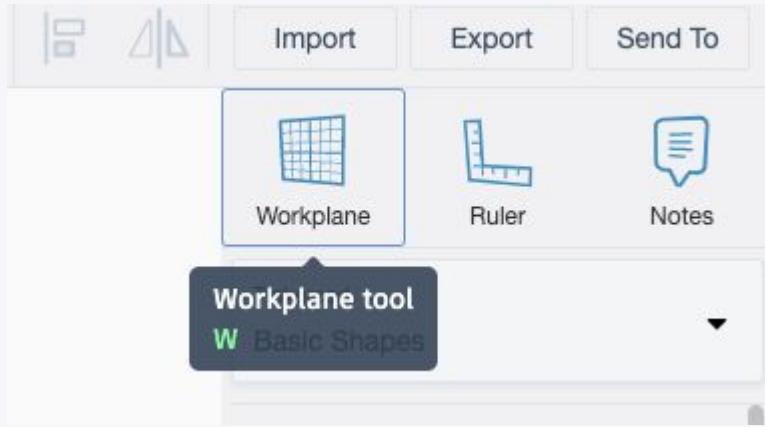 Import Export Send To
Workplane Ruler Notes
Workplane tool
W
Basic Shapes